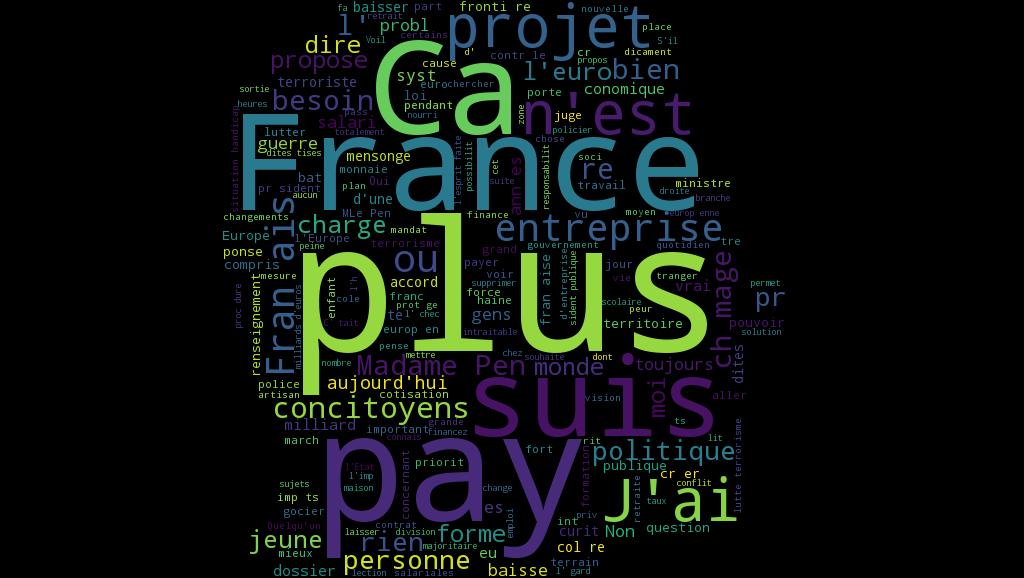 fa
baisser
part
fronti re
nouvelle
retrait
certains
place
l'
probl
projet
S'il
Voil
d'
contr le
cr
dicament
dire
Ca
propose
cause
propos
syst
l'euro
bien
terroriste
euro
chercher
conomique
sortie
loi
porte
heures
besoin
pendant
n'est
zone
pass
nourri
juge
salari
situation handicap
lutter
totalement
policier
guerre
France
chose
dites tises
mensonge
l'esprit faite
possibilit
cet
ann es
responsabilit
soci
monnaie
re
bat
Oui
suite
travail
ministre
pr sident
plan
droite
aucun
d'une
branche
changements
MLe Pen
mandat
finance
vu
moyen
europ enne
charge
entreprise
Europe
Fran ais
l'Europe
terrorisme
grand
gouvernement
quotidien
tre
ponse
peine
ou
payer
voir
jour
vrai
compris
plus
fran aise
d'entreprise
sident publique
tranger
ch mage
permet
mesure
l'h
accord
force
supprimer
vie
pr
proc dure
renseignement
milliards d'euros
enfant
cole
franc
haine
scolaire
prot ge
peur
C' tait
te
l' chec
gens
territoire
pouvoir
europ en
intraitable
solution
pense
mettre
chez
dont
dites
nombre
Madame Pen
souhaite
monde
toujours
police
aujourd'hui
suis
moi
artisan
cotisation
vision
aller
concitoyens
milliard
important
grande
financez
ts
march
connais
rit
lit
pay
fort
politique
lutte terrorisme
l'Etat
concernant
priorit
formation
publique
l'imp
cr er
sujets
maison
change
conflit
imp ts
J'ai
retraite
taux
gocier
es
priv
Quelqu'un
contrat
emploi
int
laisser
division
forme
curit
Non
question
jeune
rien
majoritaire
col re
mieux
personne
eu
terrain
dossier
lection
salariales
baisse
l' gard